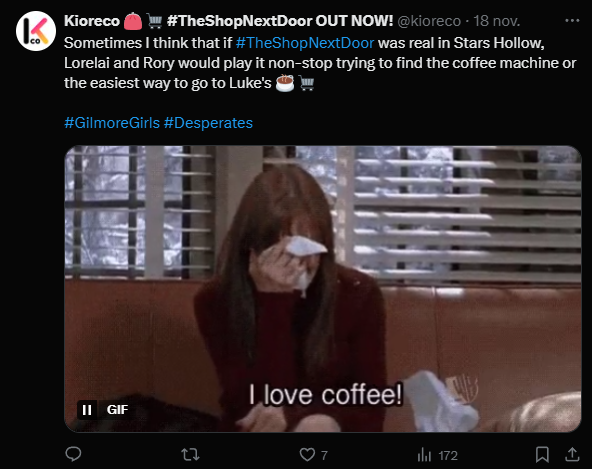 Kioreco 👛 🛒 #TheShopNextDoor OUT NOW! @kioreco · 18 nov.
Sometimes I think that if #TheShopNextDoor was real in Stars Hollow,
Lorelai and Rory would play it non-stop trying to find the coffee machine or
the easiest way to go to Luke's ☕ 🛒
#GilmoreGirls #Desperates
I love coffee!
GIF
7
172
K
co